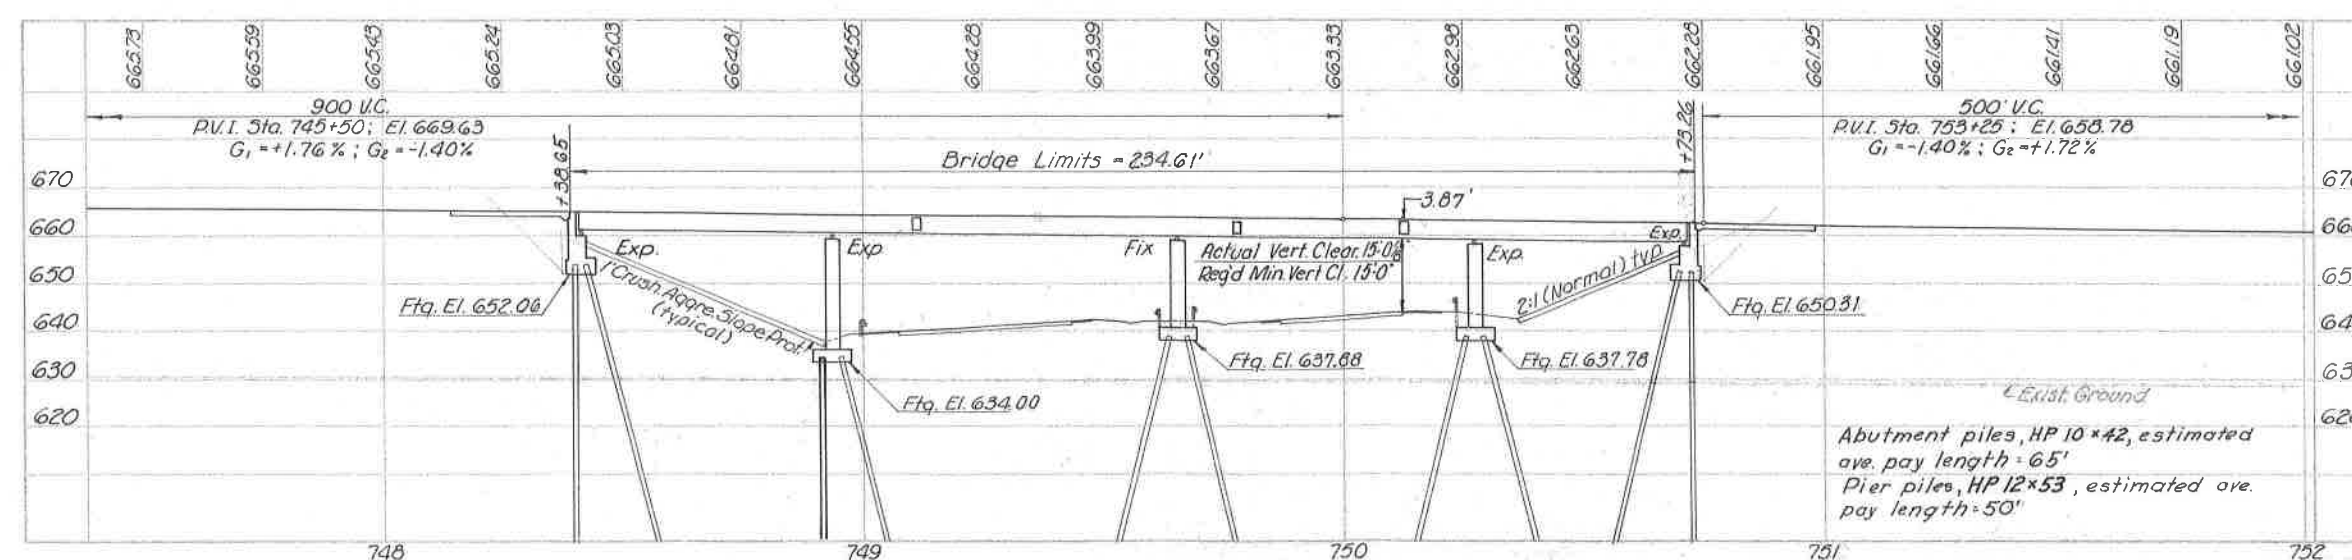 665.73 665.59 665.43 665.24 665.03 664.81 664.55 664.28 663.99 663.67 663.33 662.98 662.63 662.28 661.95 661.66 661.41 661.19 661.02
900 V.C.
P.V.I. Sta. 745+50; El. 669.63
G₁ = +1.76%; G₂ = -1.40%
+38.65
Bridge Limits = 234.61'
+73.26
500' V.C.
P.V.I. Sta. 753+25; El. 658.78
G₁ = -1.40%; G₂ = +1.72%
670
660
650
640
630
620
3.87'
Exp.
Exp
Fix
Exp.
Exp.
Actual Vert. Clear. 15'-0⅛"
Req'd Min. Vert Cl. 15'-0"
1' Crush. Aggre. Slope Prot.
(typical)
2:1 (Normal) typ
Ftg. El. 652.06
Ftg. El. 634.00
Ftg. El. 637.88
Ftg. El. 637.78
Ftg. El. 650.31
Exist. Ground
Abutment piles, HP 10 x 42, estimated
ave. pay length = 65'
Pier piles, HP 12x53, estimated ave.
pay length = 50'
748 749 750 751 752